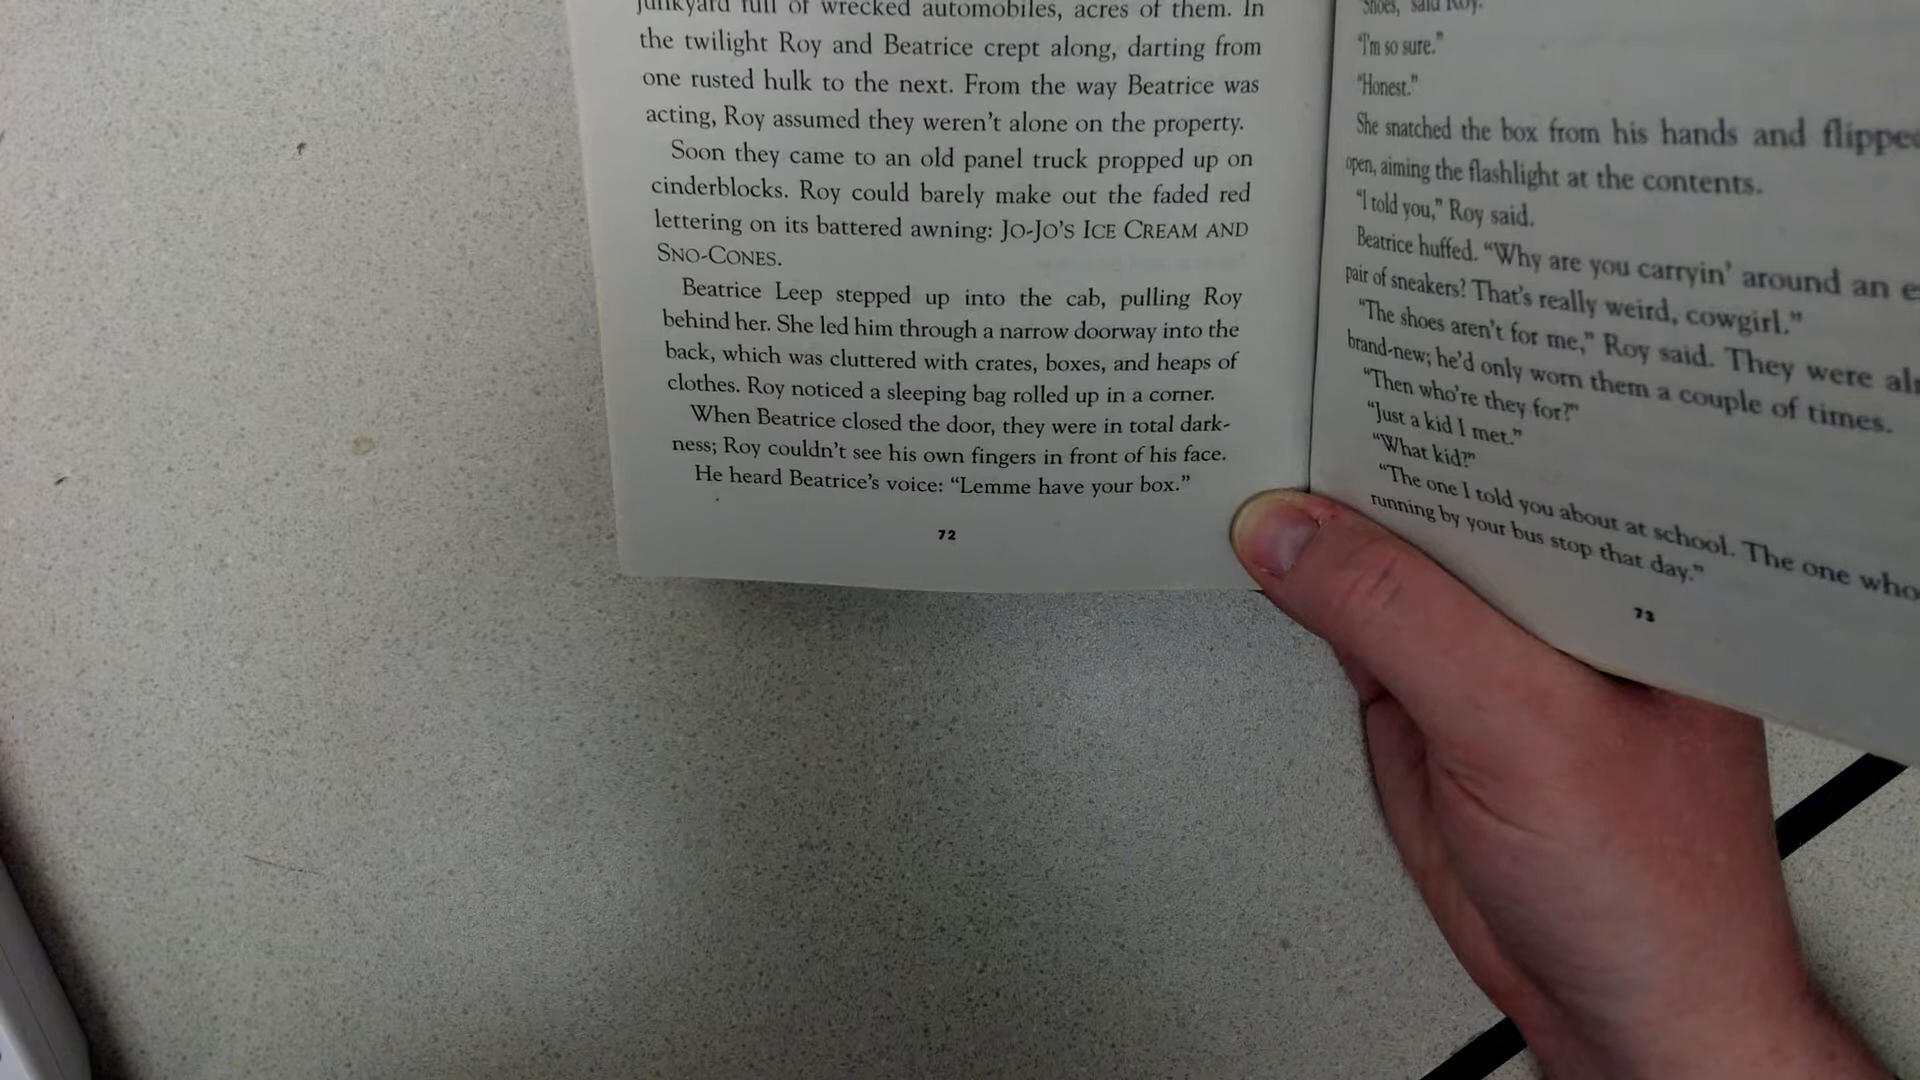 junkyard full of wrecked automobiles, acres of them. In
the twilight Roy and Beatrice crept along, darting from
one rusted hulk to the next. From the way Beatrice was
acting, Roy assumed they weren't alone on the property.
Soon they came to an old panel truck propped up on
cinderblocks. Roy could barely make out the faded red
lettering on its battered awning: JO-JO'S ICE CREAM AND
SNO-CONES.
Beatrice Leep stepped up into the cab, pulling Roy
behind her. She led him through a narrow doorway into the
back, which was cluttered with crates, boxes, and heaps of
clothes. Roy noticed a sleeping bag rolled up in a corner.
When Beatrice closed the door, they were in total dark-
ness; Roy couldn't see his own fingers in front of his face.
He heard Beatrice's voice: “Lemme have your box.”
72
“Shoes,” said Roy.
“I'm so sure.”
“Honest.”
She snatched the box from his hands and flipped
open, aiming the flashlight at the contents.
“I told you,” Roy said.
Beatrice huffed. “Why are you carryin' around an
pair of sneakers? That's really weird, cowgirl.”
“The shoes aren't for me,” Roy said. They were
brand-new; he'd only worn them a couple of times.
“Then who're they for?”
“Just a kid I met.”
“What kid?”
“The one I told you about at school. The one who
running by your bus stop that day.”
73